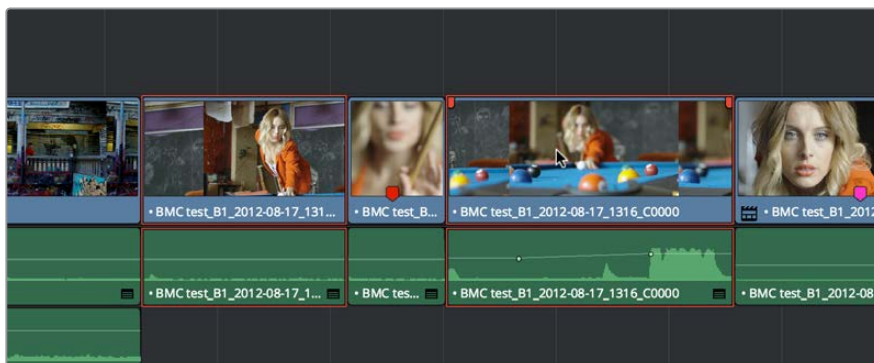 • BMC test_B1_2012-08-17_131...
• BMC test_B...
• BMC test_B1_2012-08-17_1316_C0000
• BMC test_B1_2012
• BMC test_B1_2012-08-17_1...
• BMC tes...
• BMC test_B1_2012-08-17_1316_C0000
• BMC test_B1_2012-08